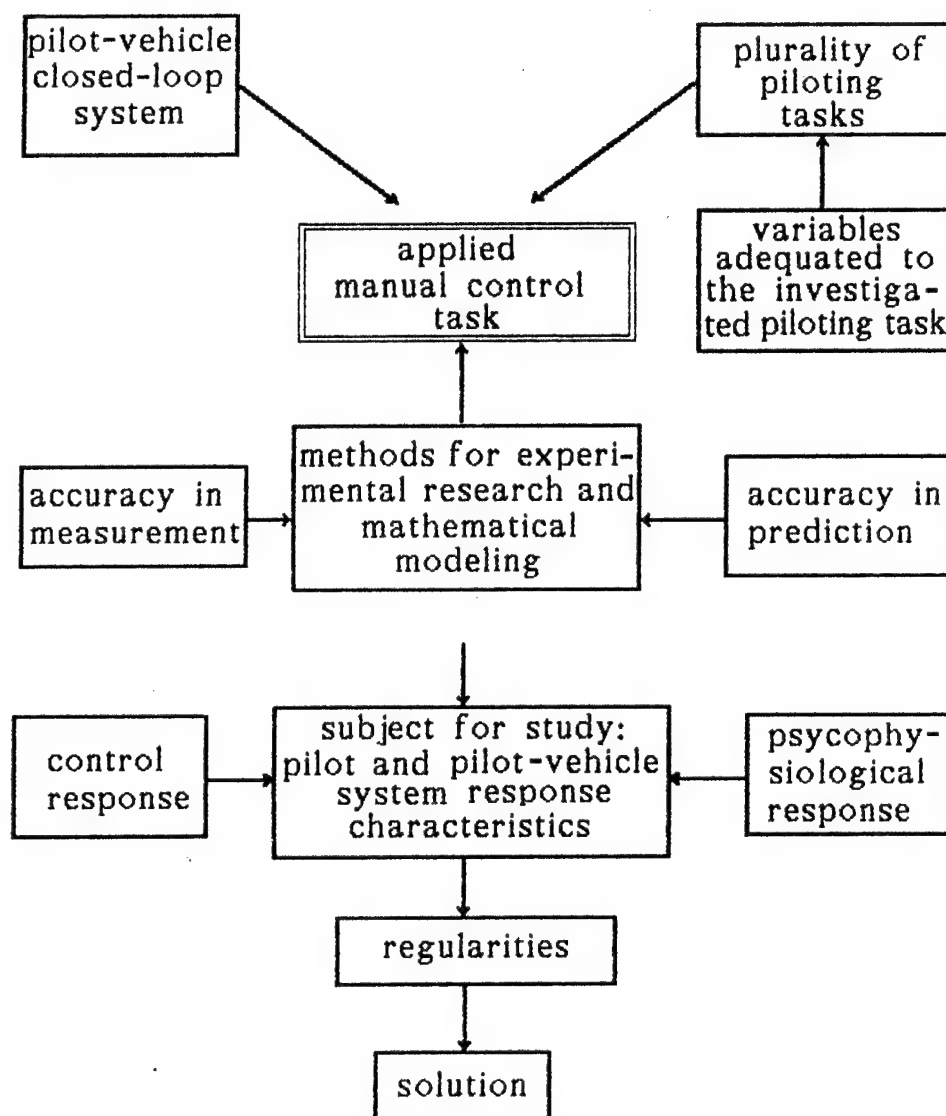 pilot-vehicle
closed-loop
system
plurality of
piloting
tasks
applied
manual control
task
variables
adequated to
the investiga-
ted piloting task
methods for experi-
mental research and
mathematical
modeling
accuracy in
measurement
accuracy in
prediction
subject for study:
pilot and pilot-vehicle
system response
characteristics
control
response
psycophy-
siological
response
regularities
solution